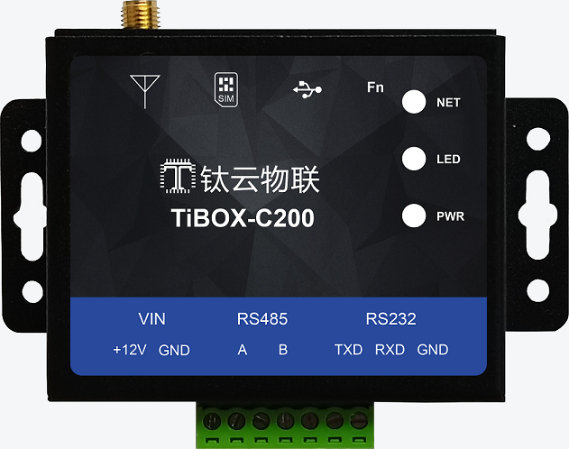 SIM
Fn
NET
钛云物联
LED
TiBOX-C200
PWR
VIN RS485 RS232
+12V GND A B TXD RXD GND